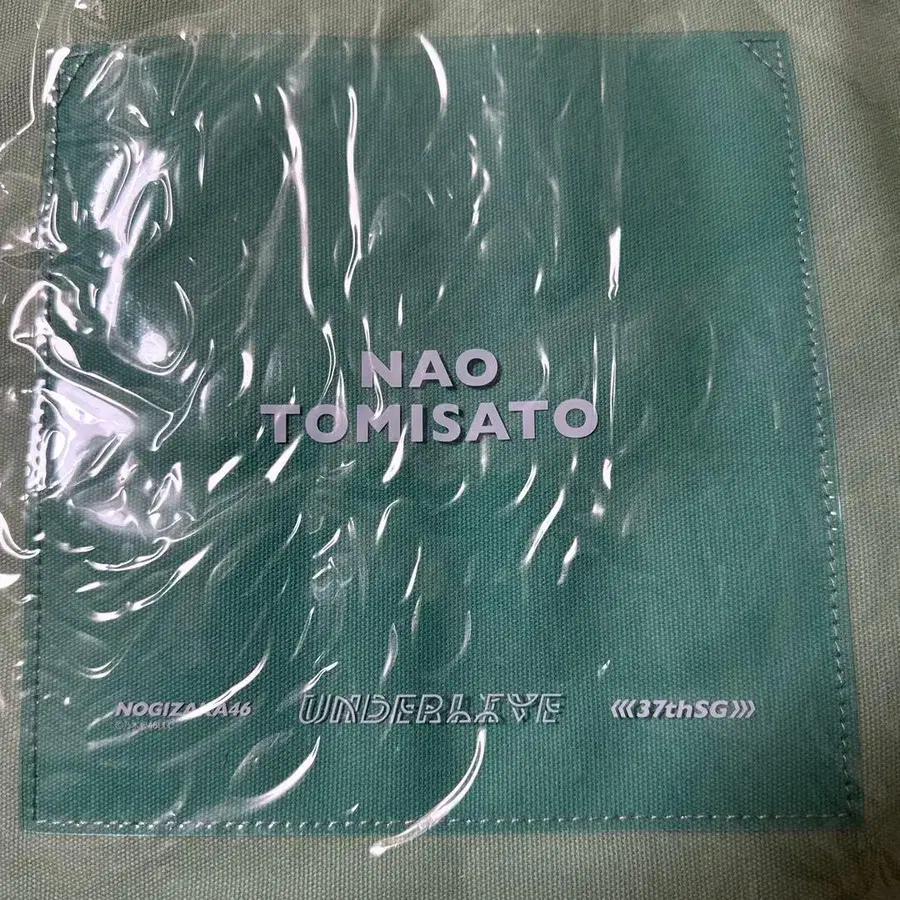 NAO
TOMISATO
NOGIZAKA46 UNDERLIVE <<<37thSG>>>